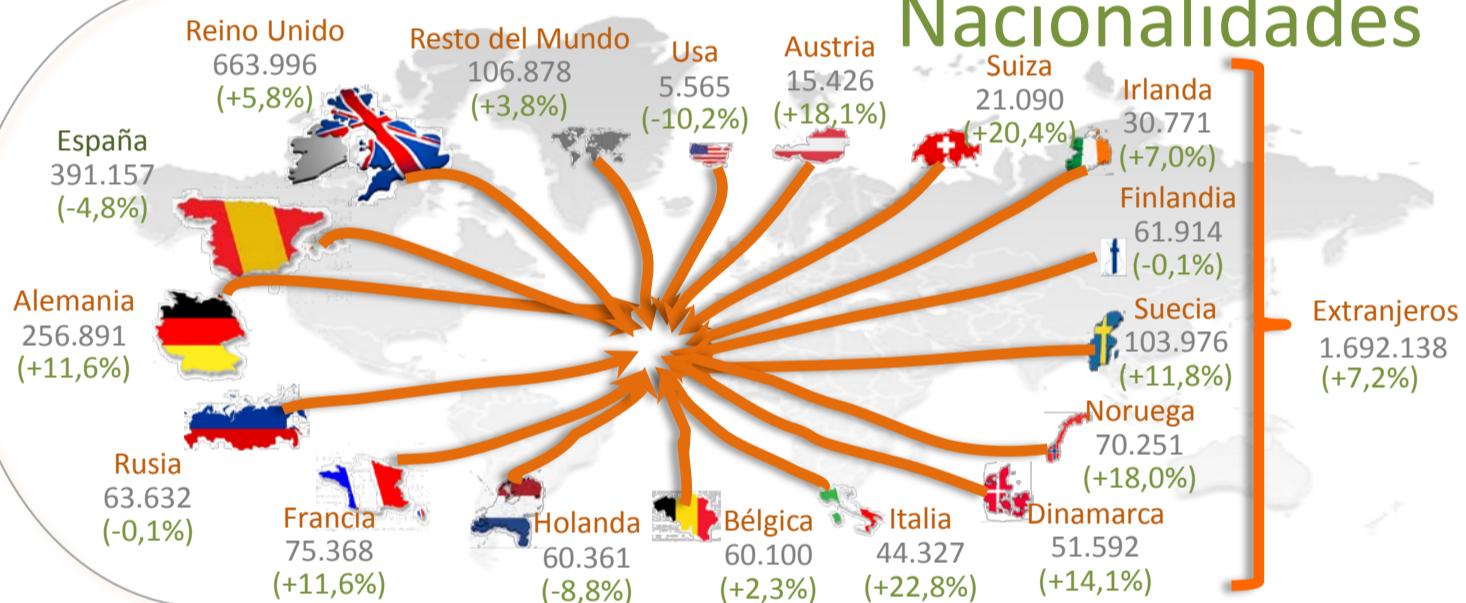 Nacionalidades
Reino Unido
663.996
(+5,8%)
Resto del Mundo
106.878
(+3,8%)
Usa
5.565
(-10,2%)
Austria
15.426
(+18,1%)
Suiza
21.090
(+20,4%)
Irlanda
30.771
(+7,0%)
España
391.157
(-4,8%)
Finlandia
61.914
(-0,1%)
Alemania
256.891
(+11,6%)
Suecia
103.976
(+11,8%)
Extranjeros
1.692.138
(+7,2%)
Noruega
70.251
(+18,0%)
Rusia
63.632
(-0,1%)
Francia
75.368
(+11,6%)
Holanda
60.361
(-8,8%)
Bélgica
60.100
(+2,3%)
Italia
44.327
(+22,8%)
Dinamarca
51.592
(+14,1%)